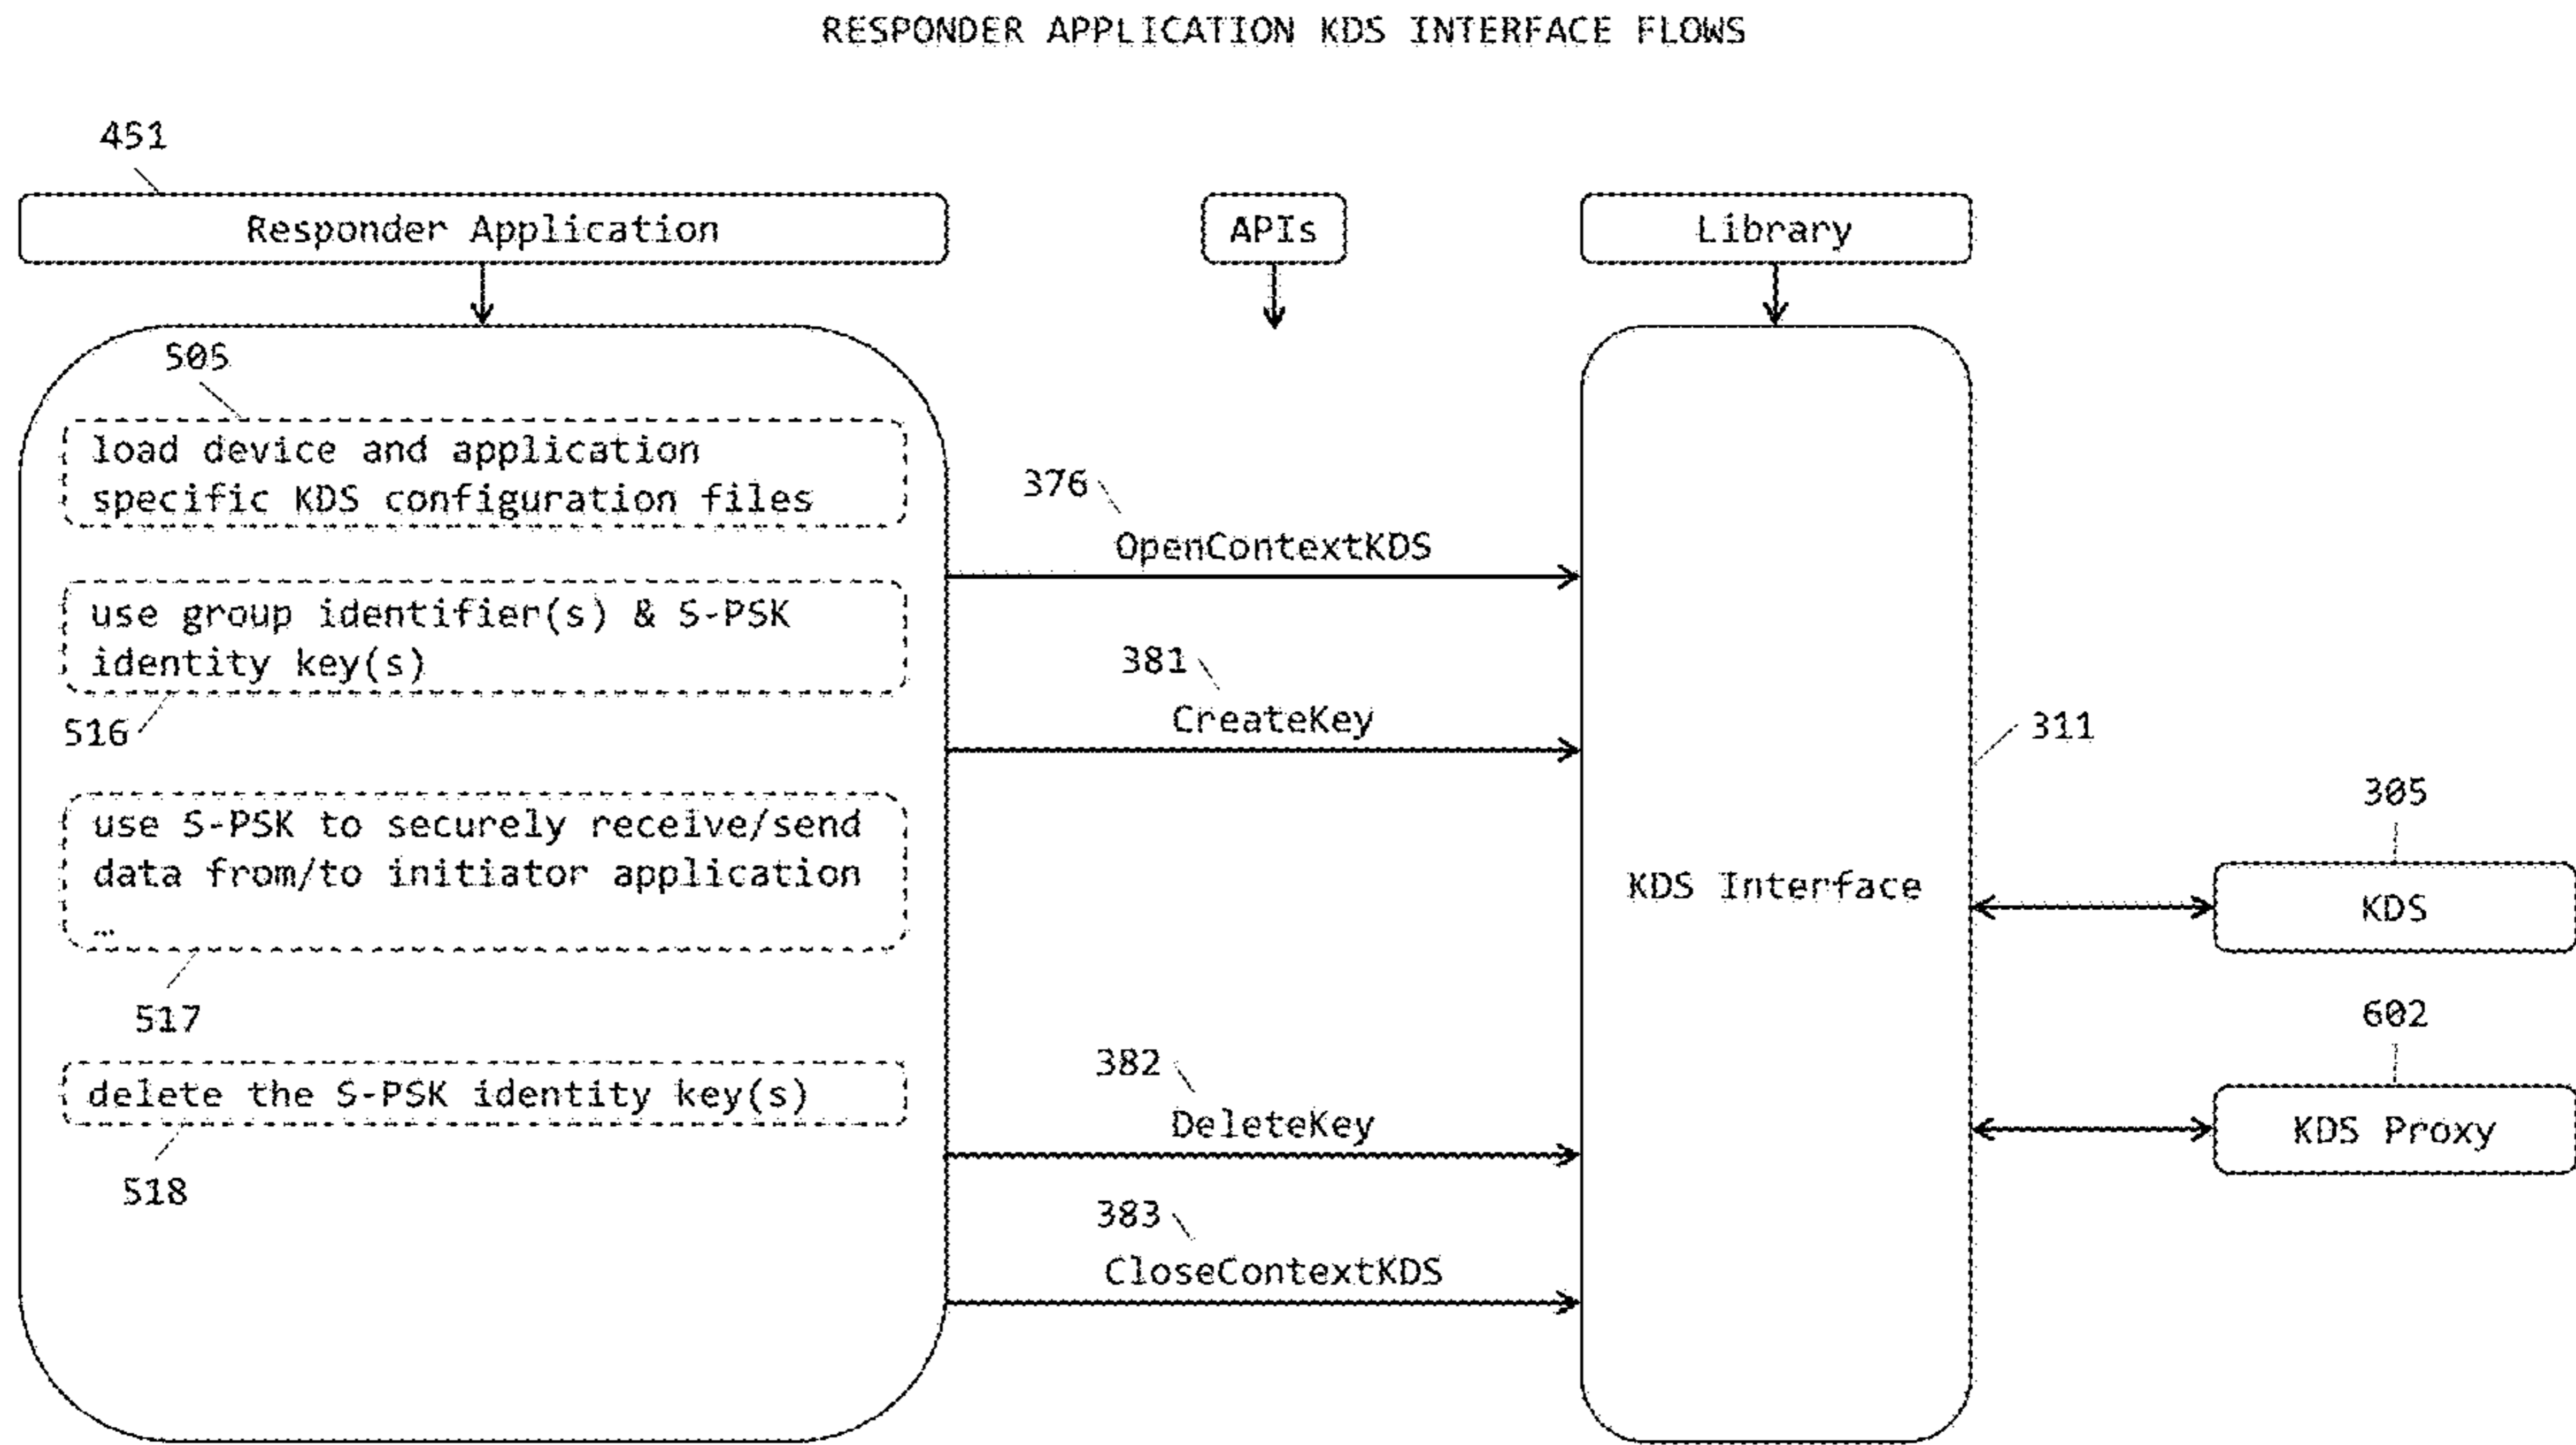 RESPONDER APPLICATION KDS INTERFACE FLOWS
451
Responder Application
APIs
Library
505
load device and application
specific KDS configuration files
376
OpenContextKDS
use group identifier(s) & S-PSK
identity key(s)
516
381
CreateKey
311
use S-PSK to securely receive/send
data from/to initiator application
…
517
KDS Interface
305
KDS
602
KDS Proxy
delete the S-PSK identity key(s)
518
382
DeleteKey
383
CloseContextKDS